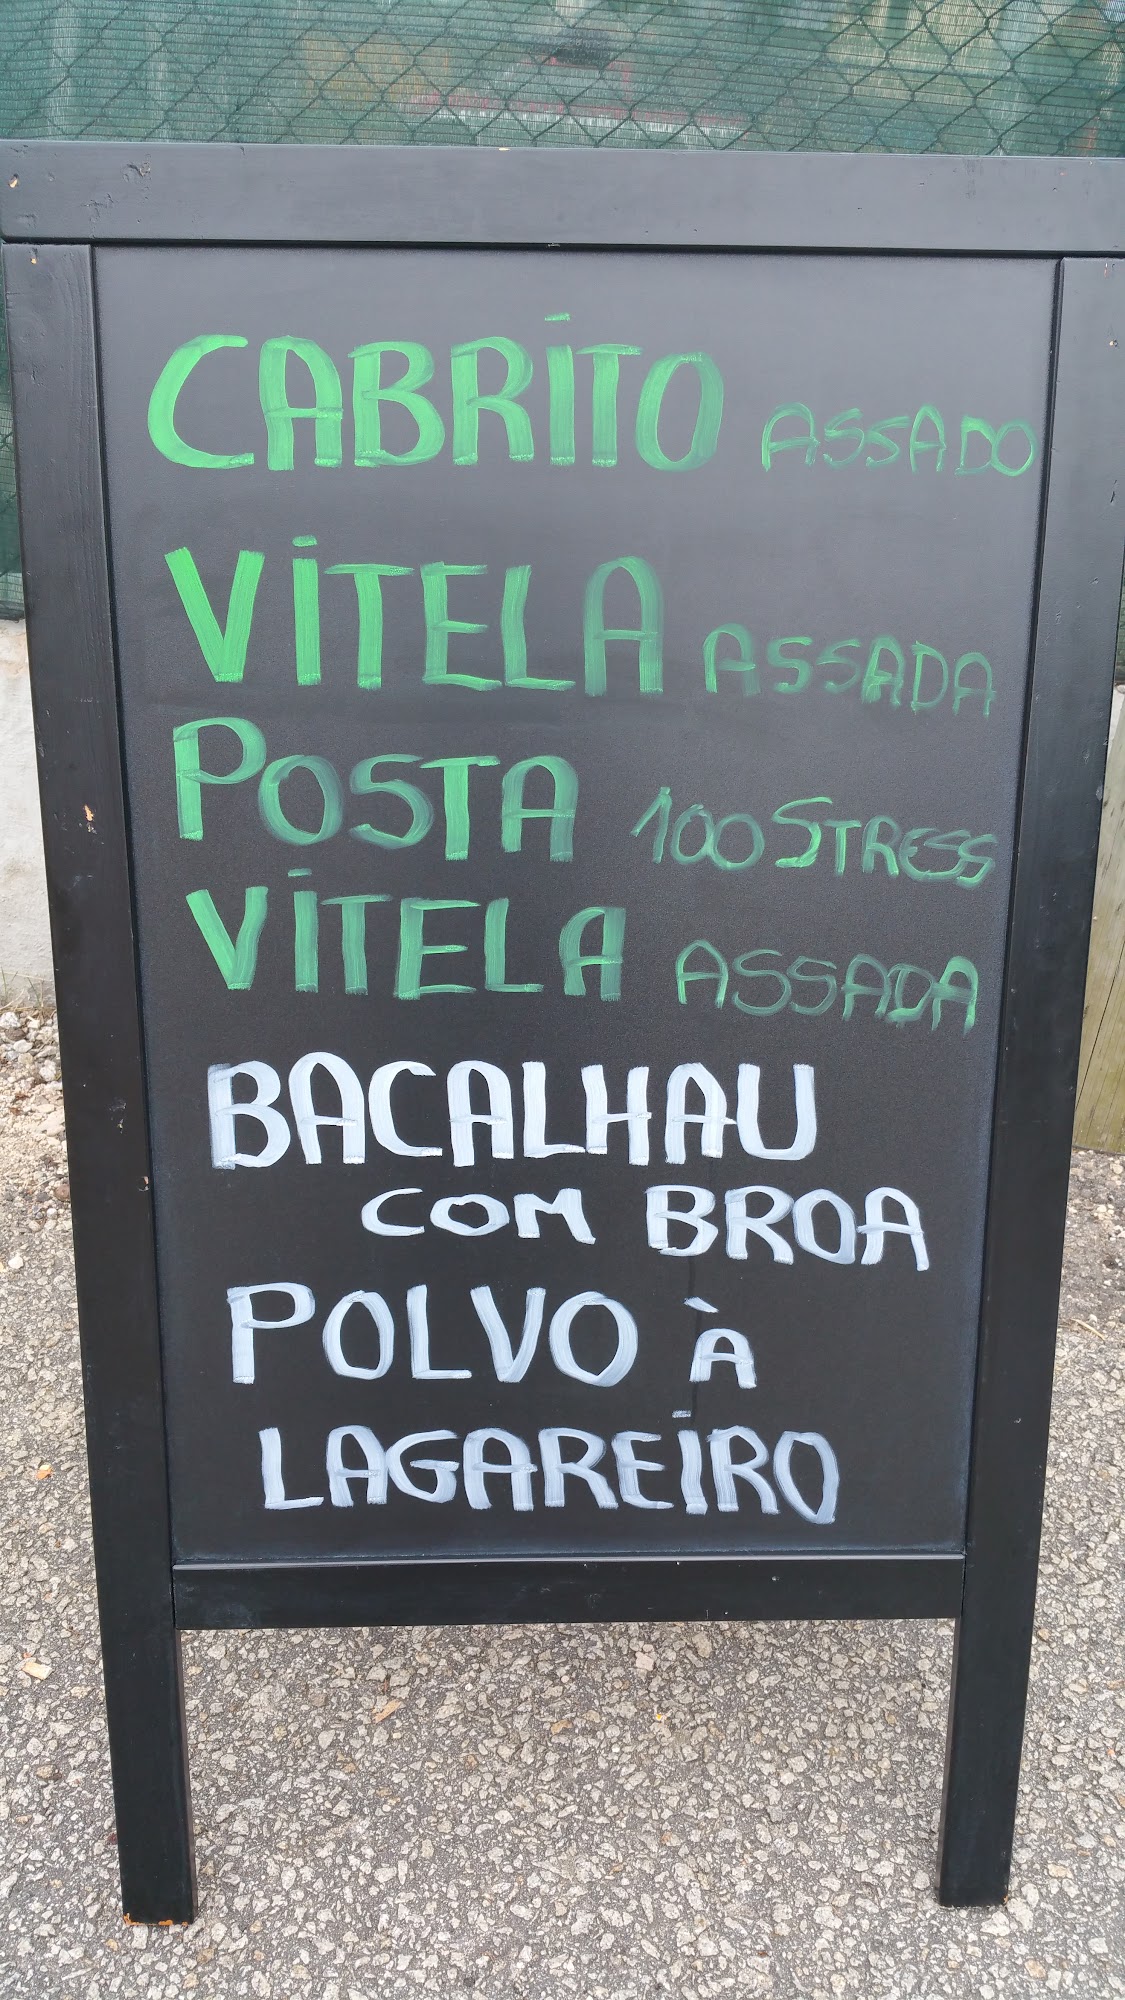 CABRITO ASSADO
VITELA ASSADA
POSTA 100 STRESS
VITELA ASSADA
BACALHAU
COM BROA
POLVO À
LAGAREIRO